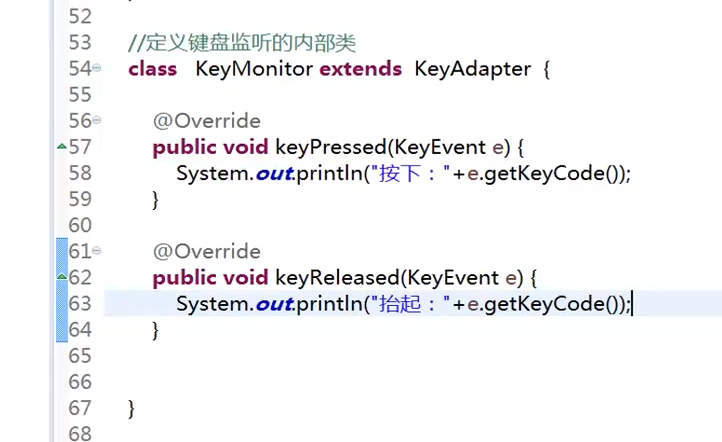 52
53 //定义键盘监听的内部类
54 class KeyMonitor extends KeyAdapter {
55
56 @Override
57 public void keyPressed(KeyEvent e) {
58 System.out.println("按下："+e.getKeyCode());
59 }
60
61 @Override
62 public void keyReleased(KeyEvent e) {
63 System.out.println("抬起："+e.getKeyCode());
64 }
65
66
67 }
68